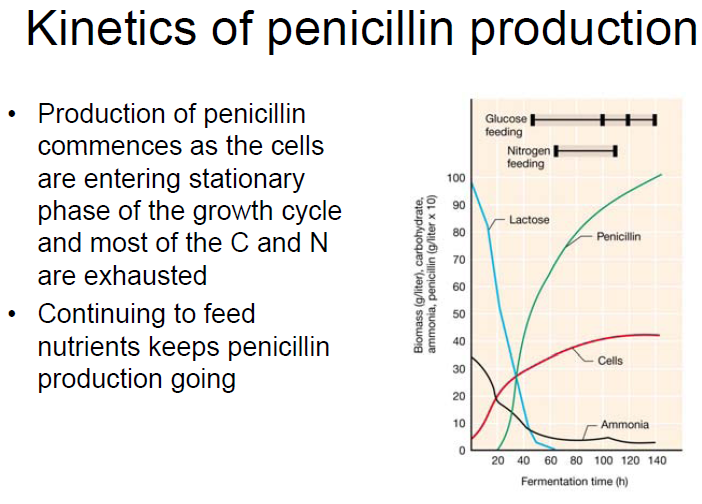 Kinetics of penicillin production
• Production of penicillin
commences as the cells
are entering stationary
phase of the growth cycle
and most of the C and N
are exhausted
• Continuing to feed
nutrients keeps penicillin
production going
Glucose
feeding
Nitrogen
feeding
Biomass (g/liter), carbohydrate,
ammonia, penicillin (g/liter x 10)
100
90
80
70
60
50
40
30
20
10
0
Lactose
Penicillin
Cells
Ammonia
20 40 60 80 100 120 140
Fermentation time (h)